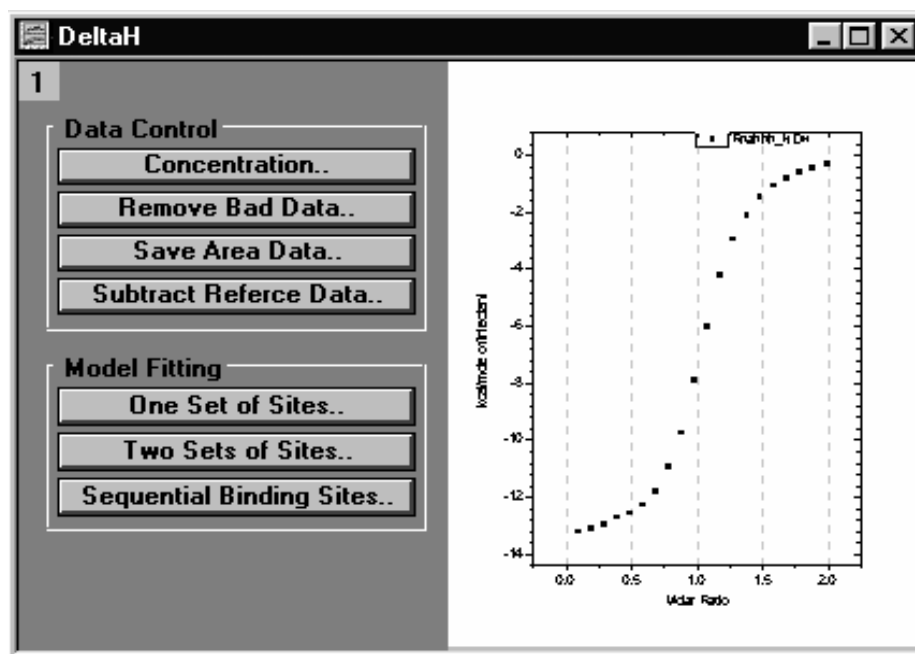 DeltaH
1
Data Control
Concentration..
Remove Bad Data..
Save Area Data..
Subtract Referce Data..
Model Fitting
One Set of Sites..
Two Sets of Sites..
Sequential Binding Sites..
0
-2
-4
-6
-8
-10
-12
-14
0.0
0.5
1.0
1.5
2.0
Molar Ratio